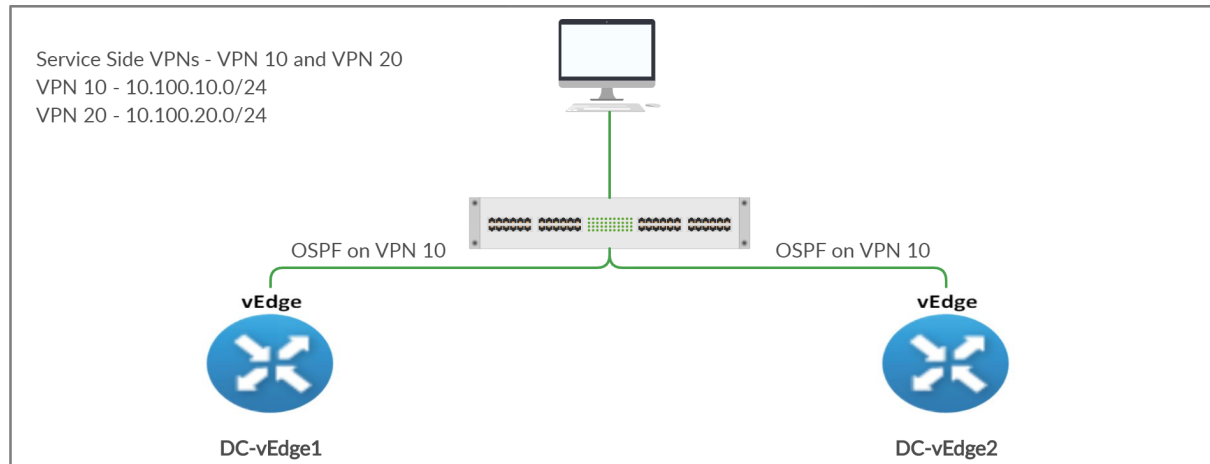 Service Side VPNs - VPN 10 and VPN 20
VPN 10 - 10.100.10.0/24
VPN 20 - 10.100.20.0/24
OSPF on VPN 10
OSPF on VPN 10
vEdge
vEdge
DC-vEdge1
DC-vEdge2